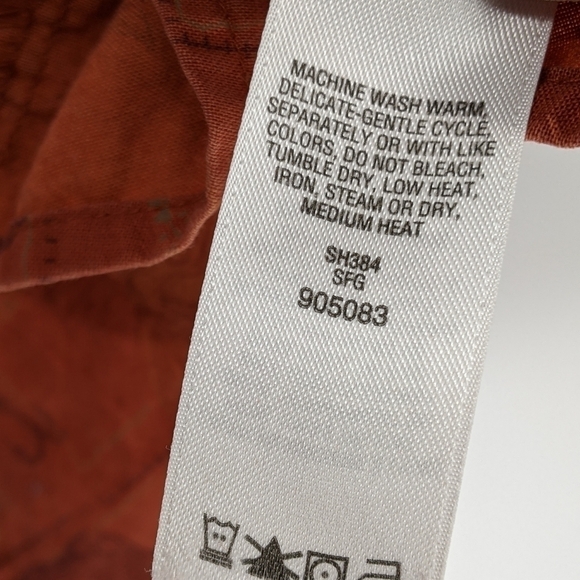 MACHINE WASH WARM,
DELICATE-GENTLE CYCLE,
SEPARATELY OR WITH LIKE
COLORS, DO NOT BLEACH,
TUMBLE DRY, LOW HEAT,
IRON, STEAM OR DRY,
MEDIUM HEAT
SH384
SFG
905083